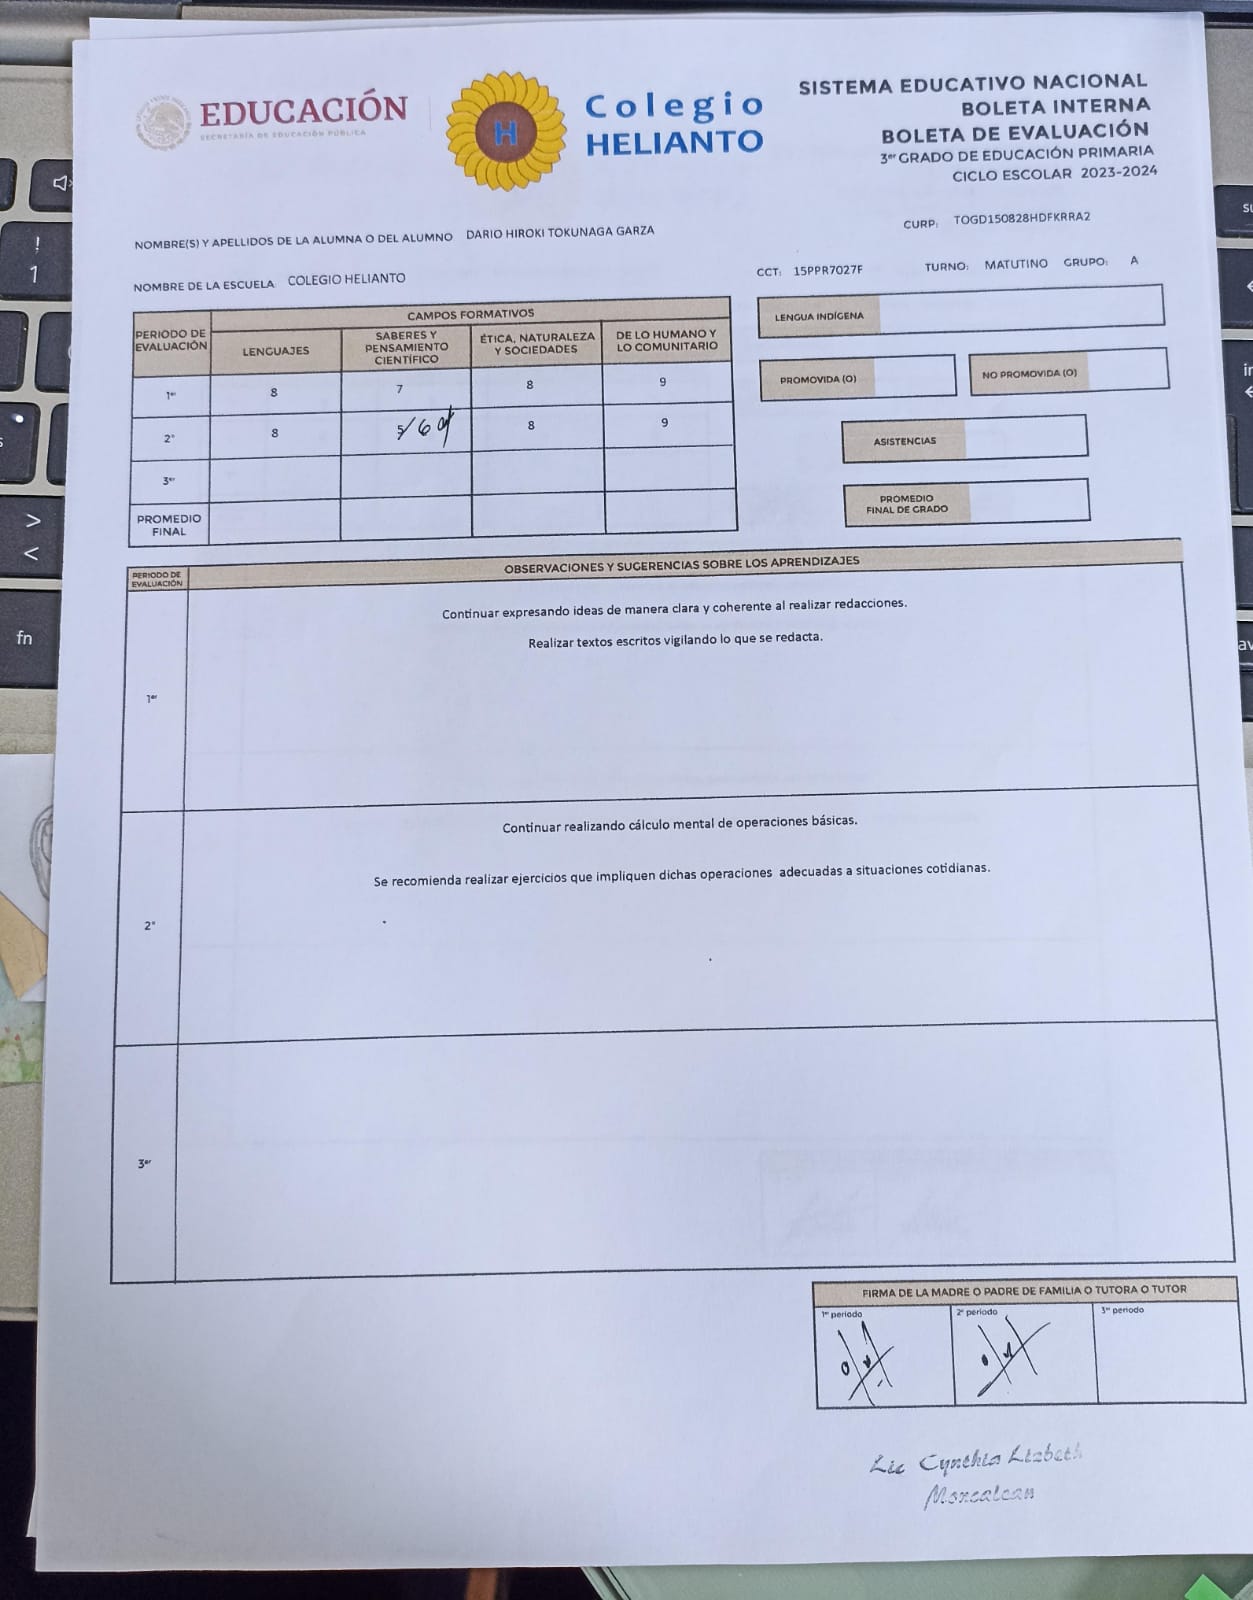 EDUCACIÓN
SECRETARÍA DE EDUCACIÓN PÚBLICA
H
Colegio
HELIANTO
SISTEMA EDUCATIVO NACIONAL
BOLETA INTERNA
BOLETA DE EVALUACIÓN
3er GRADO DE EDUCACIÓN PRIMARIA
CICLO ESCOLAR 2023-2024
NOMBRE(S) Y APELLIDOS DE LA ALUMNA O DEL ALUMNO DARIO HIROKI TOKUNAGA GARZA
CURP: TOGD150828HDFKRRA2
NOMBRE DE LA ESCUELA: COLEGIO HELIANTO
CCT: 15PPR7027F TURNO: MATUTINO GRUPO: A
PERIODO DE EVALUACIÓN
CAMPOS FORMATIVOS
LENGUAJES
SABERES Y PENSAMIENTO CIENTÍFICO
ÉTICA, NATURALEZA Y SOCIEDADES
DE LO HUMANO Y LO COMUNITARIO
1er 8 7 8 9
2° 8 5/6 8 9
3er
PROMEDIO FINAL
LENGUA INDÍGENA
PROMOVIDA (O)
NO PROMOVIDA (O)
ASISTENCIAS
PROMEDIO
FINAL DE GRADO
PERIODO DE
EVALUACIÓN
OBSERVACIONES Y SUGERENCIAS SOBRE LOS APRENDIZAJES
1er
Continuar expresando ideas de manera clara y coherente al realizar redacciones.
Realizar textos escritos vigilando lo que se redacta.
2°
Continuar realizando cálculo mental de operaciones básicas.
Se recomienda realizar ejercicios que impliquen dichas operaciones adecuadas a situaciones cotidianas.
3er
FIRMA DE LA MADRE O PADRE DE FAMILIA O TUTORA O TUTOR
1er periodo
2° periodo
3er periodo
Lic Cynthia Lizbeth
!
1
>
<
fn